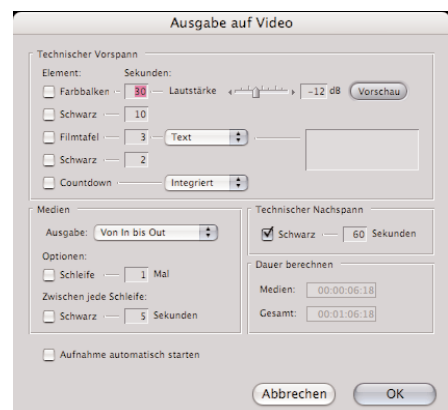 Ausgabe auf Video
Technischer Vorspann
Element: Sekunden:
Farbbalken 30 Lautstärke -12 dB Vorschau
Schwarz 10
Filmtafel 3 Text
Schwarz 2
Countdown Integriert
Medien
Ausgabe: Von In bis Out
Optionen:
Schleife 1 Mal
Zwischen jede Schleife:
Schwarz 5 Sekunden
Technischer Nachspann
Schwarz 60 Sekunden
Dauer berechnen
Medien: 00:00:06:18
Gesamt: 00:01:06:18
Aufnahme automatisch starten
Abbrechen OK